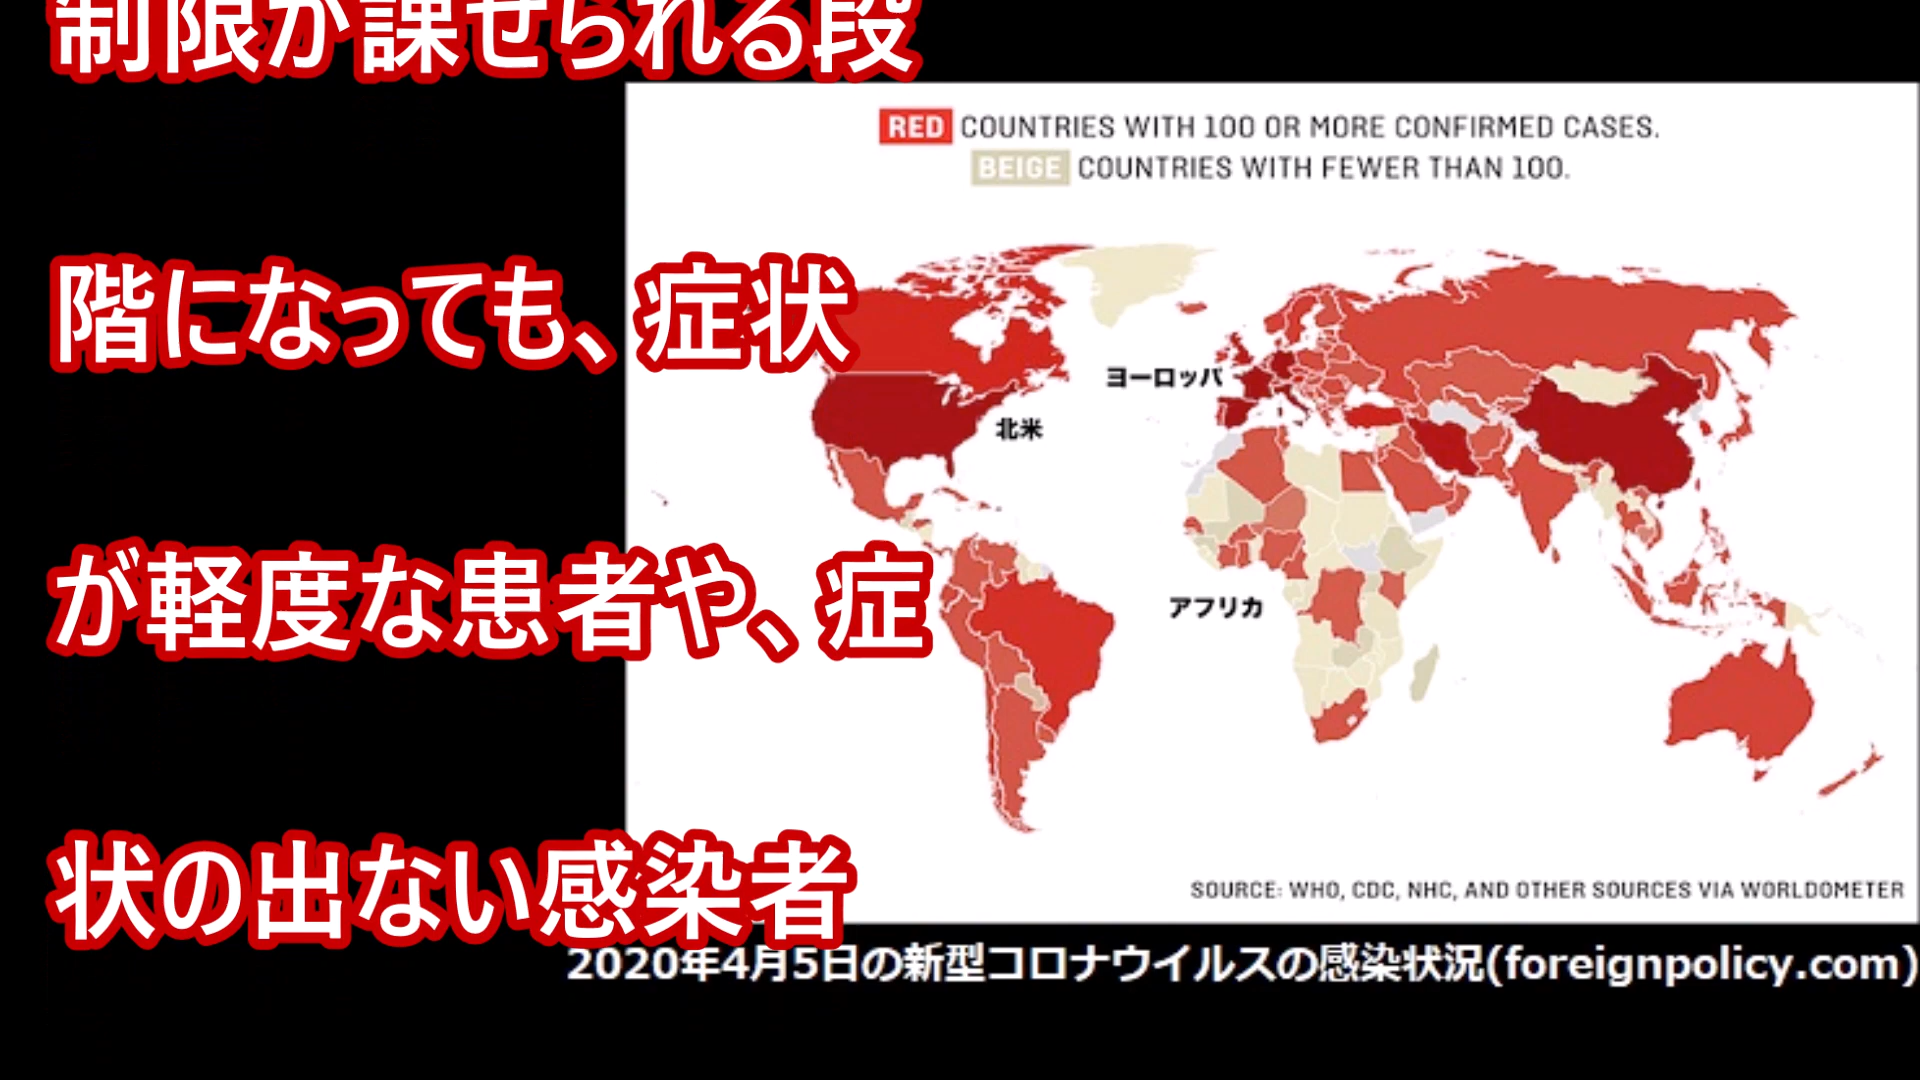 制限が課せられる段
階になっても、症状
が軽度な患者や、症
状の出ない感染者
RED COUNTRIES WITH 100 OR MORE CONFIRMED CASES.
BEIGE COUNTRIES WITH FEWER THAN 100.
ヨーロッパ
北米
アフリカ
SOURCE: WHO, CDC, NHC, AND OTHER SOURCES VIA WORLDOMETER
2020年4月5日の新型コロナウイルスの感染状況(foreignpolicy.com)